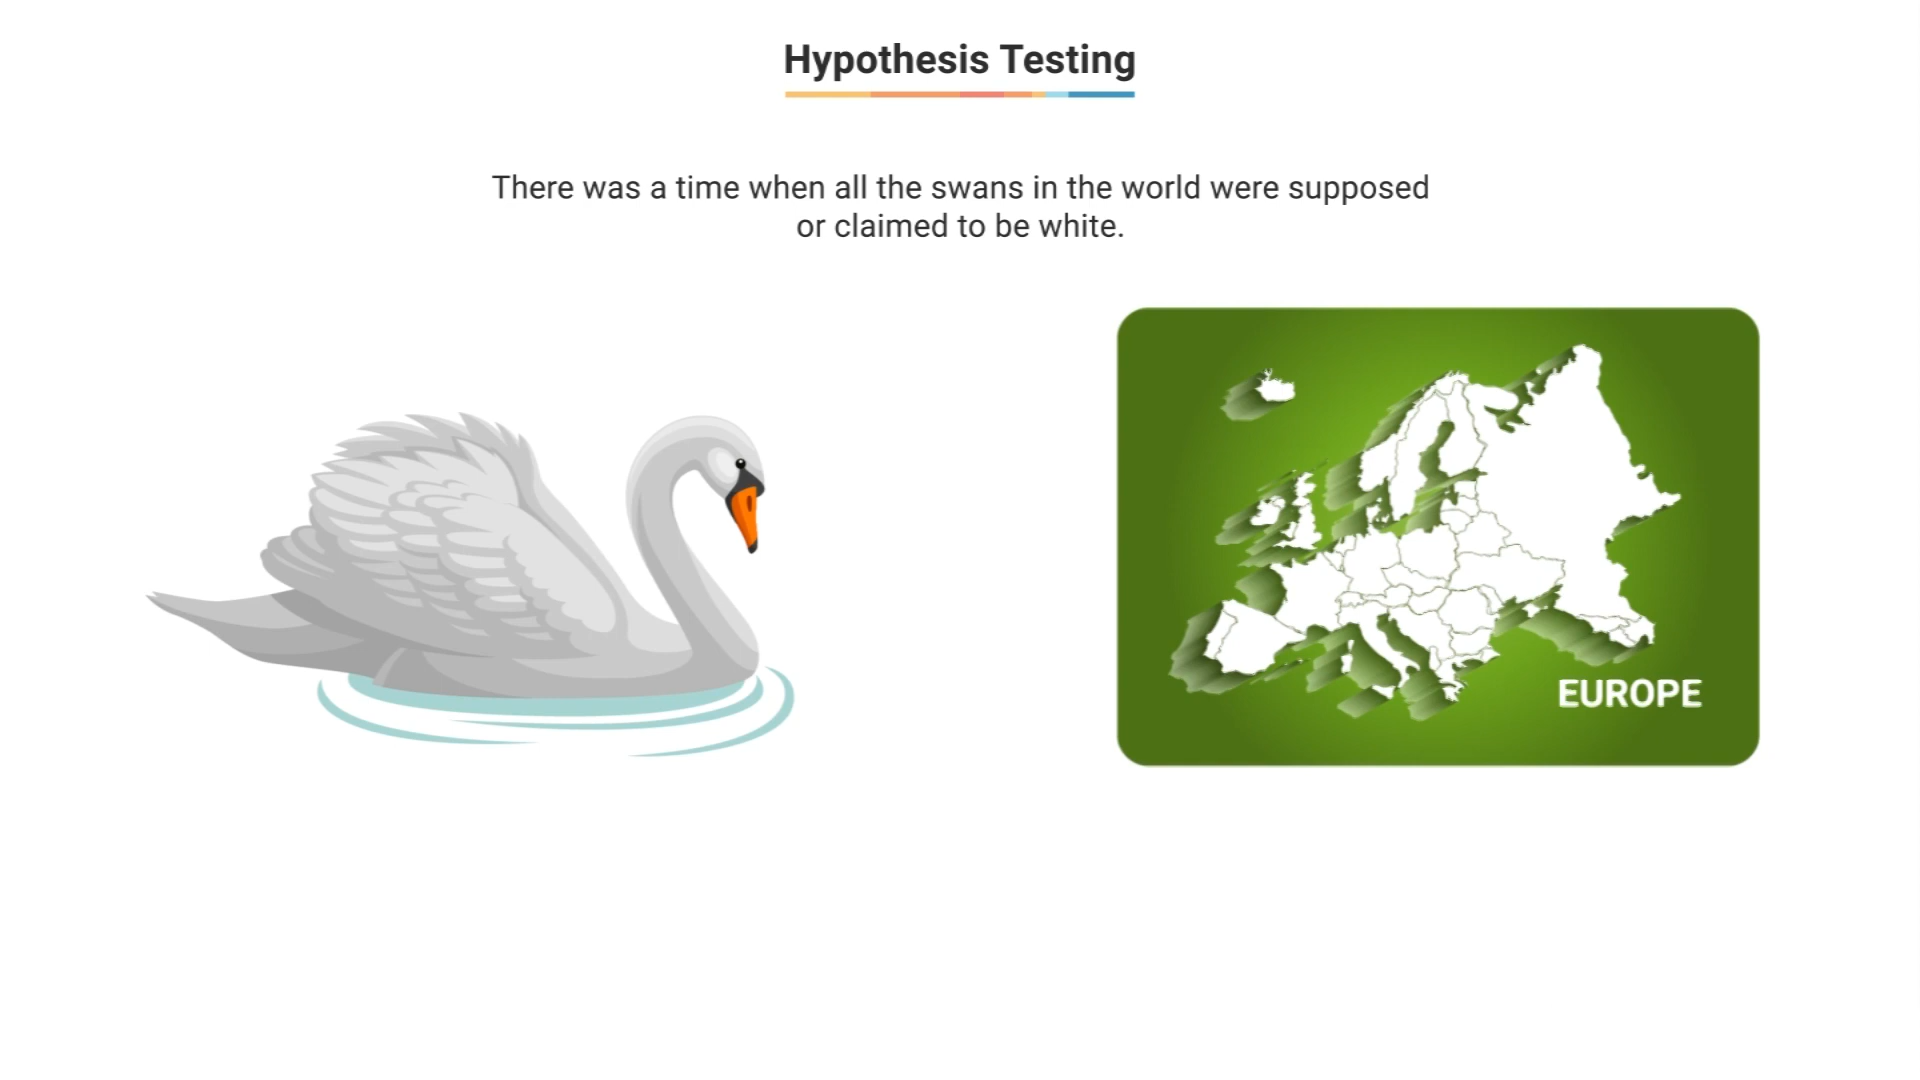 Hypothesis Testing
There was a time when all the swans in the world were supposed
or claimed to be white.
EUROPE